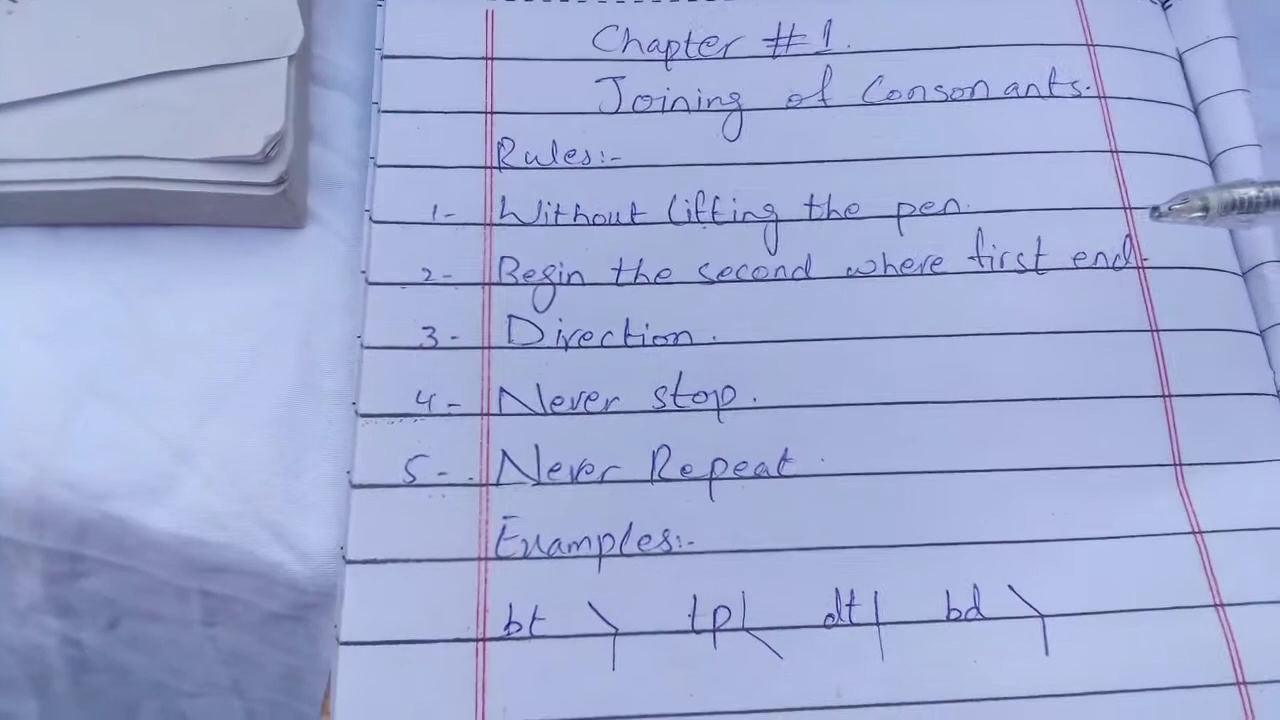 Chapter #1.
Joining of Consonants.
Rules:-
1- Without lifting the pen.
2- Begin the second where first end.
3- Direction.
4- Never stop.
5- Never Repeat.
Examples:-
bt tp dt bd